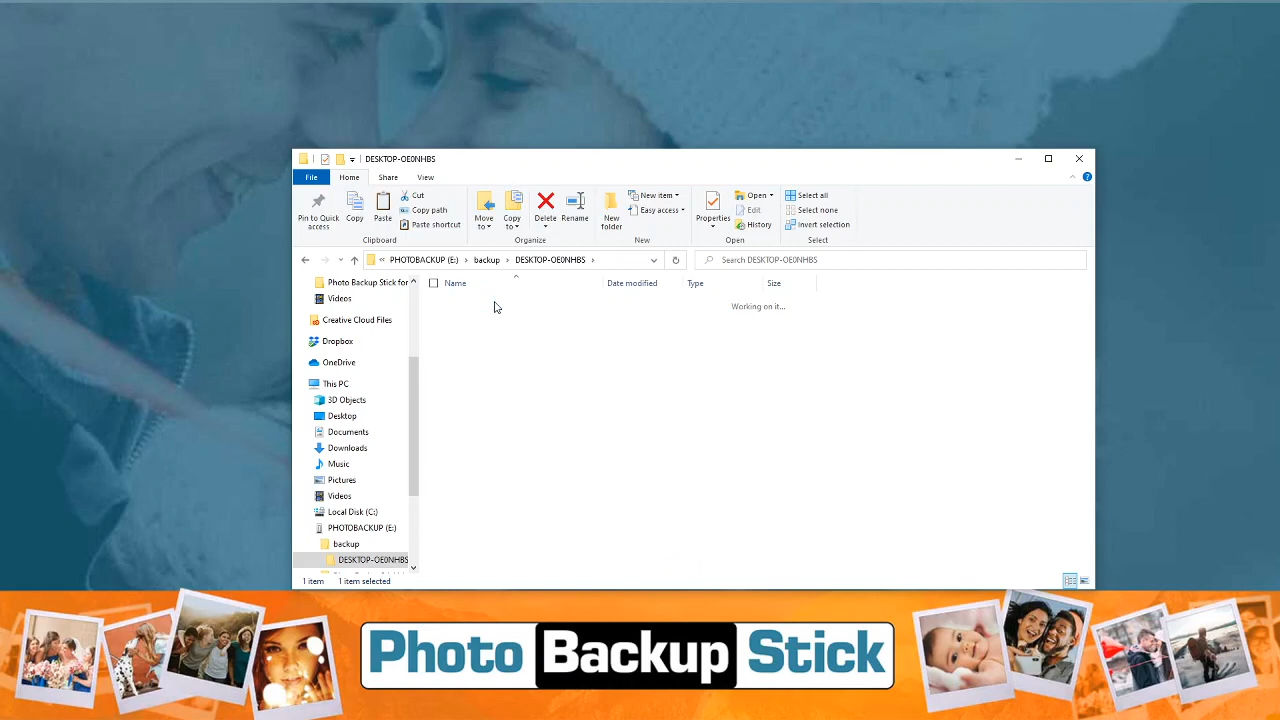 DESKTOP-OE0NHBS
File Home Share View
Pin to Quick access
Copy
Paste
Cut
Copy path
Paste shortcut
Move to
Copy to
Delete
Rename
New folder
New item
Easy access
Properties
Open
Edit
History
Select all
Select none
Invert selection
Clipboard Organize New Open Select
« PHOTOBACKUP (E:) › backup › DESKTOP-OE0NHBS ›
Search DESKTOP-OE0NHBS
Name Date modified Type Size
Working on it...
Photo Backup Stick for
Videos
Creative Cloud Files
Dropbox
OneDrive
This PC
3D Objects
Desktop
Documents
Downloads
Music
Pictures
Videos
Local Disk (C:)
PHOTOBACKUP (E:)
backup
DESKTOP-OE0NHBS
1 item 1 item selected
Photo Backup Stick